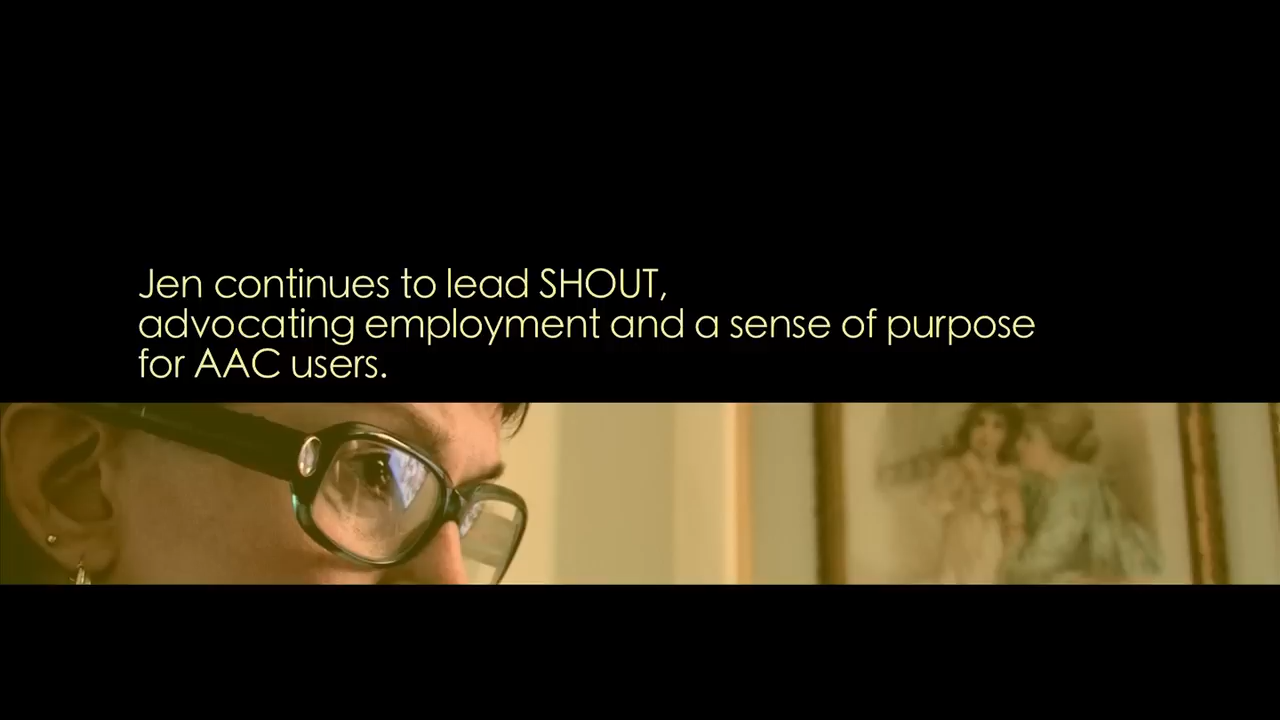 Jen continues to lead SHOUT,
advocating employment and a sense of purpose
for AAC users.